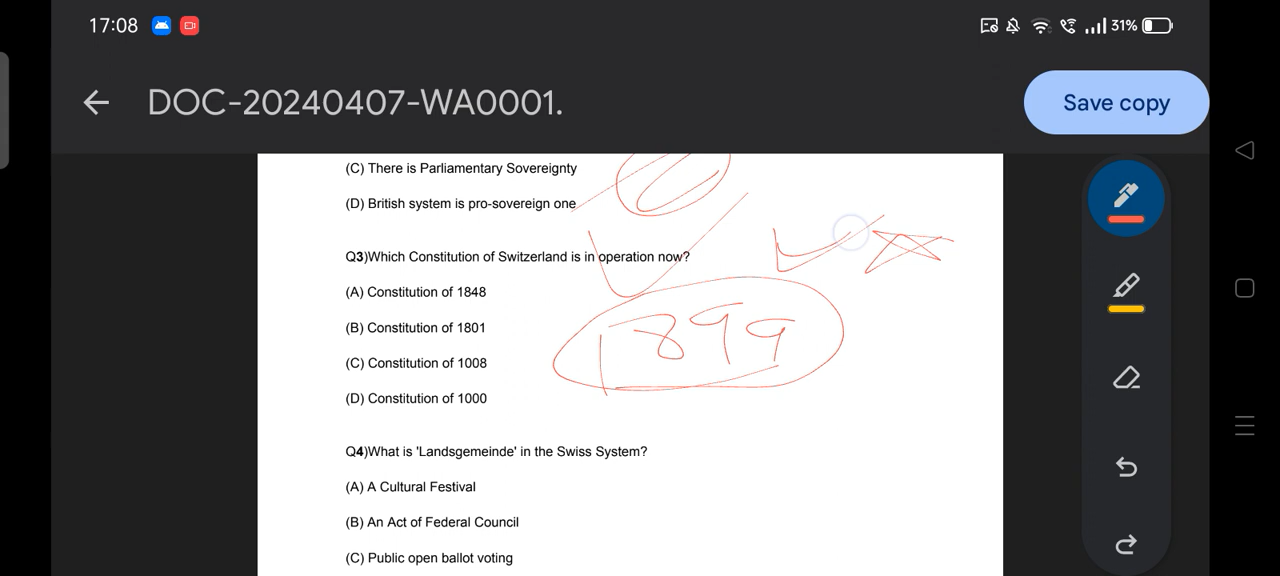 17:08
31%
DOC-20240407-WA0001.
Save copy
(C) There is Parliamentary Sovereignty
(D) British system is pro-sovereign one
Q3)Which Constitution of Switzerland is in operation now?
(A) Constitution of 1848
(B) Constitution of 1801
(C) Constitution of 1008
(D) Constitution of 1000
1899
Q4)What is 'Landsgemeinde' in the Swiss System?
(A) A Cultural Festival
(B) An Act of Federal Council
(C) Public open ballot voting